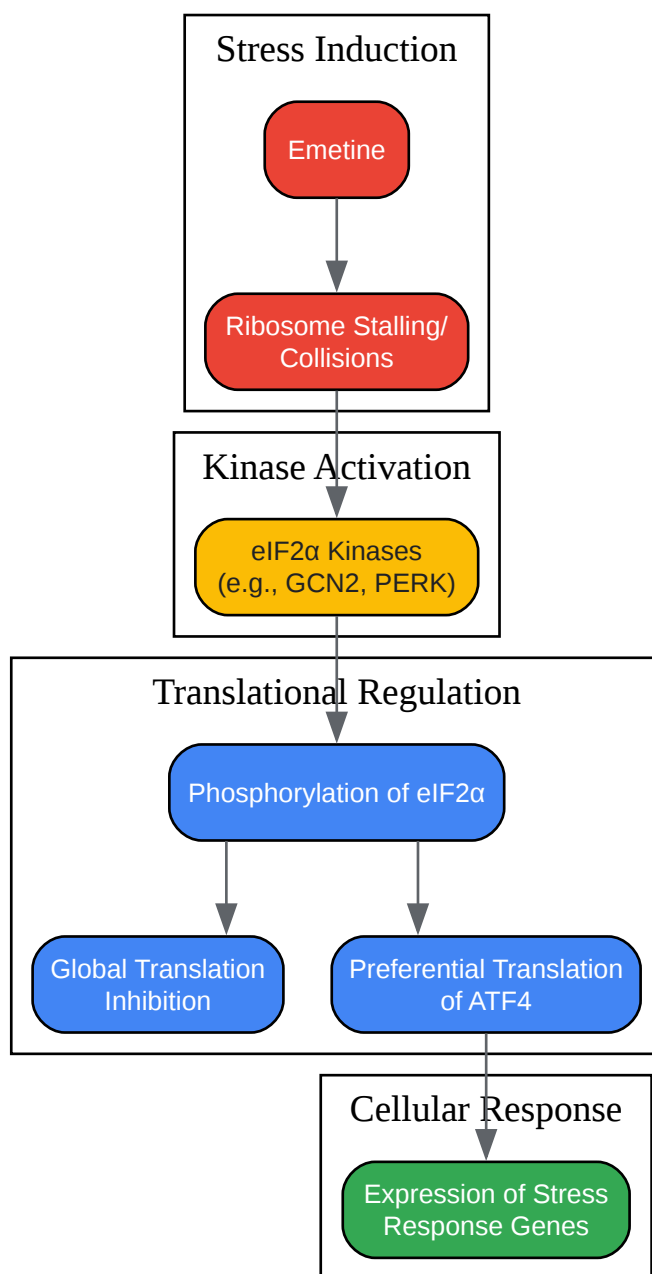 Stress Induction
Emetine
Ribosome Stalling/
Collisions
Kinase Activation
eIF2α Kinases
(e.g., GCN2, PERK)
Translational Regulation
Phosphorylation of eIF2α
Global Translation
Inhibition
Preferential Translation
of ATF4
Cellular Response
Expression of Stress
Response Genes